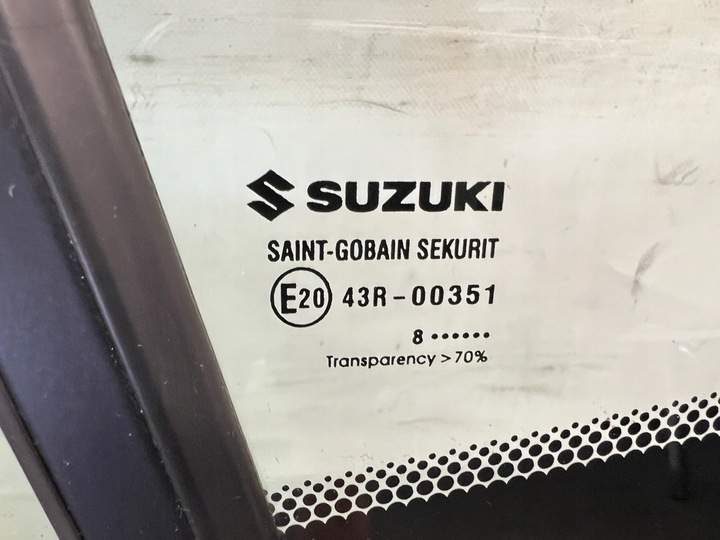 SUZUKI
SAINT-GOBAIN SEKURIT
E20 43R-00351
8 ......
Transparency >70%